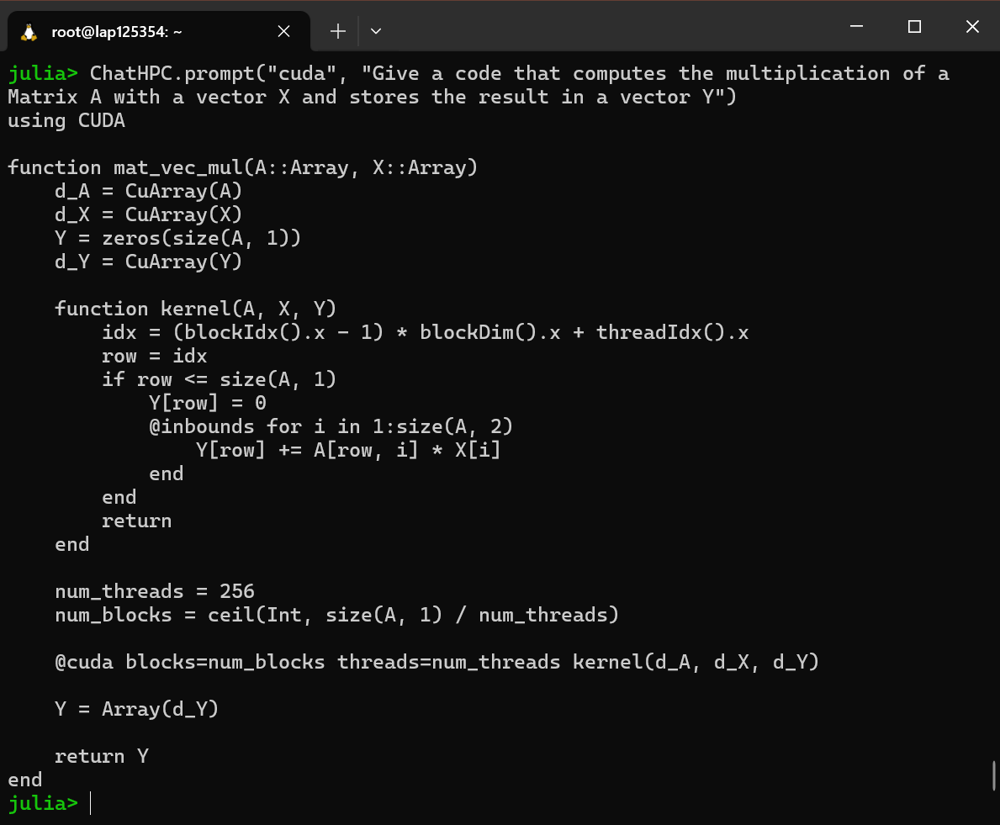 root@lap125354: ~
julia> ChatHPC.prompt("cuda", "Give a code that computes the multiplication of a
Matrix A with a vector X and stores the result in a vector Y")
using CUDA

function mat_vec_mul(A::Array, X::Array)
    d_A = CuArray(A)
    d_X = CuArray(X)
    Y = zeros(size(A, 1))
    d_Y = CuArray(Y)

    function kernel(A, X, Y)
        idx = (blockIdx().x - 1) * blockDim().x + threadIdx().x
        row = idx
        if row <= size(A, 1)
            Y[row] = 0
            @inbounds for i in 1:size(A, 2)
                Y[row] += A[row, i] * X[i]
            end
        end
        return
    end

    num_threads = 256
    num_blocks = ceil(Int, size(A, 1) / num_threads)

    @cuda blocks=num_blocks threads=num_threads kernel(d_A, d_X, d_Y)

    Y = Array(d_Y)

    return Y
end
julia>